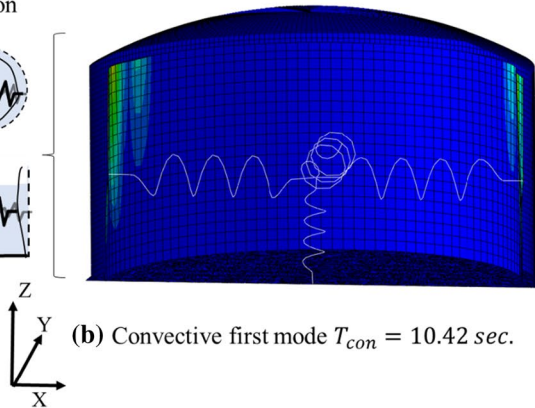 on
Z
Y
X
(b) Convective first mode T_con = 10.42 sec.